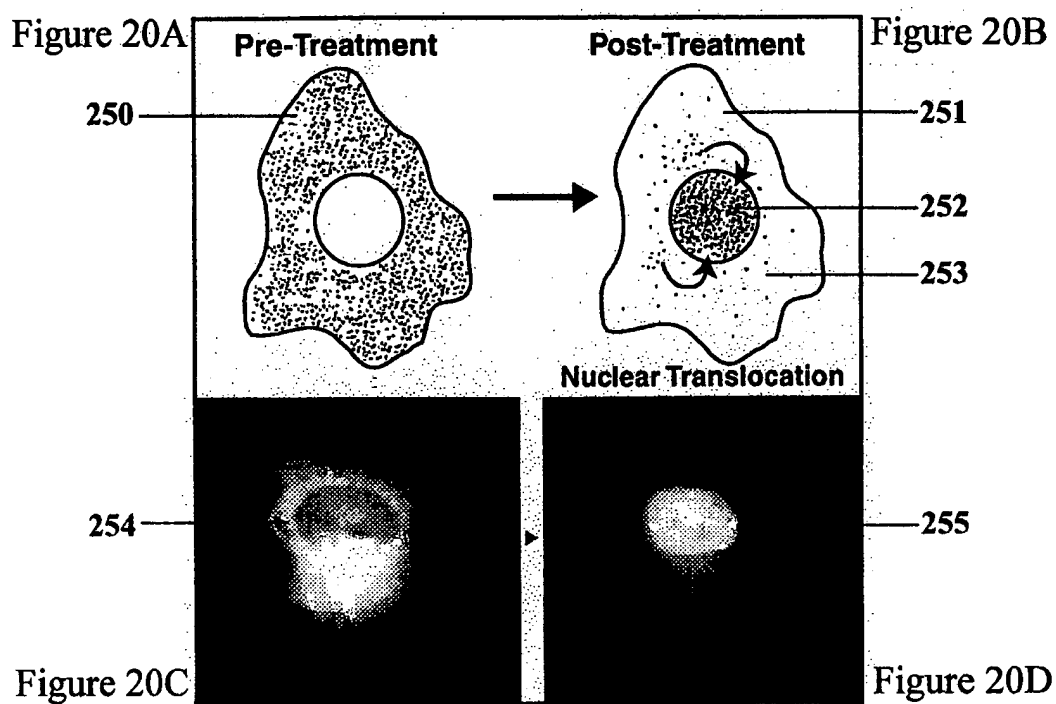 Figure 20A
Pre-Treatment
Post-Treatment
Figure 20B
250
251
252
253
Nuclear Translocation
254
255
Figure 20C
Figure 20D